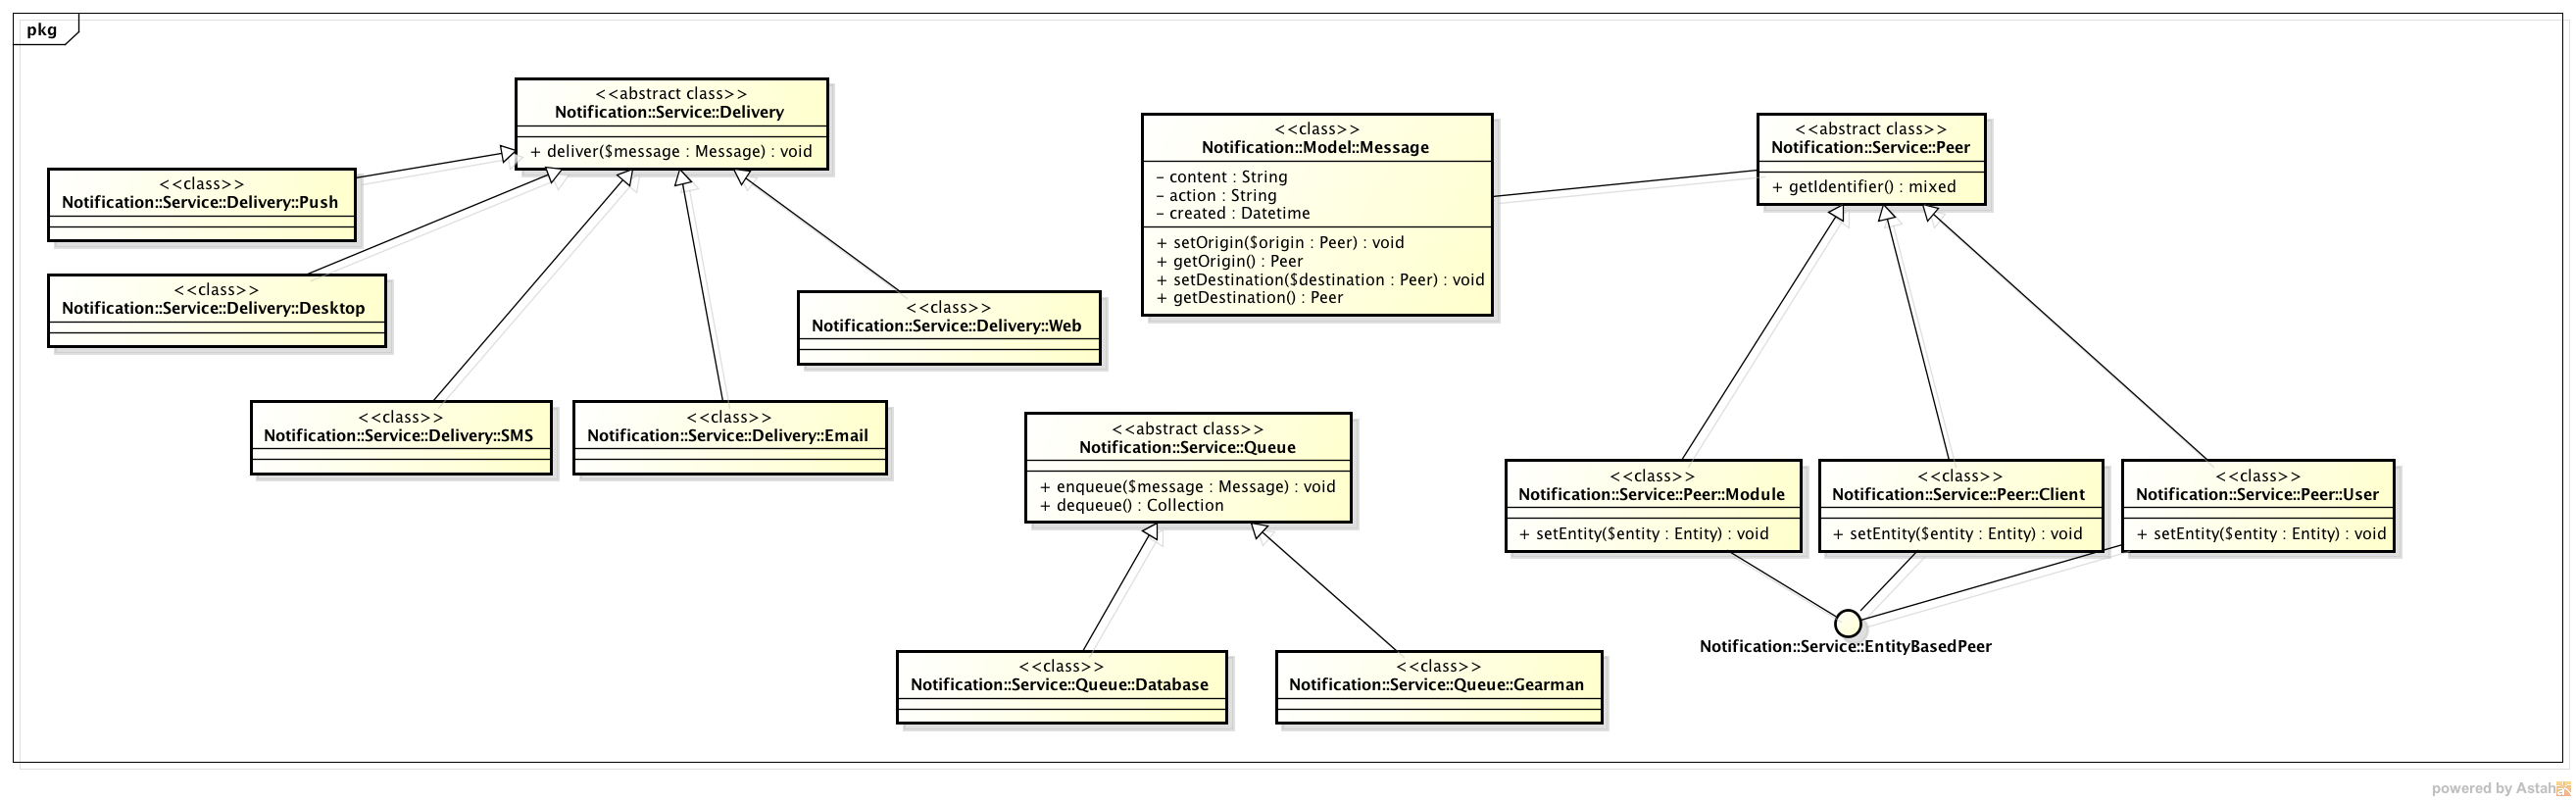 pkg
<<abstract class>>
Notification::Service::Delivery
+ deliver($message : Message) : void
<<class>>
Notification::Service::Delivery::Push
<<class>>
Notification::Service::Delivery::Desktop
<<class>>
Notification::Service::Delivery::Web
<<class>>
Notification::Service::Delivery::SMS
<<class>>
Notification::Service::Delivery::Email
<<class>>
Notification::Model::Message
– content : String
– action : String
– created : Datetime
+ setOrigin($origin : Peer) : void
+ getOrigin() : Peer
+ setDestination($destination : Peer) : void
+ getDestination() : Peer
<<abstract class>>
Notification::Service::Peer
+ getIdentifier() : mixed
<<abstract class>>
Notification::Service::Queue
+ enqueue($message : Message) : void
+ dequeue() : Collection
<<class>>
Notification::Service::Peer::Module
+ setEntity($entity : Entity) : void
<<class>>
Notification::Service::Peer::Client
+ setEntity($entity : Entity) : void
<<class>>
Notification::Service::Peer::User
+ setEntity($entity : Entity) : void
Notification::Service::EntityBasedPeer
<<class>>
Notification::Service::Queue::Database
<<class>>
Notification::Service::Queue::Gearman
powered by Astah